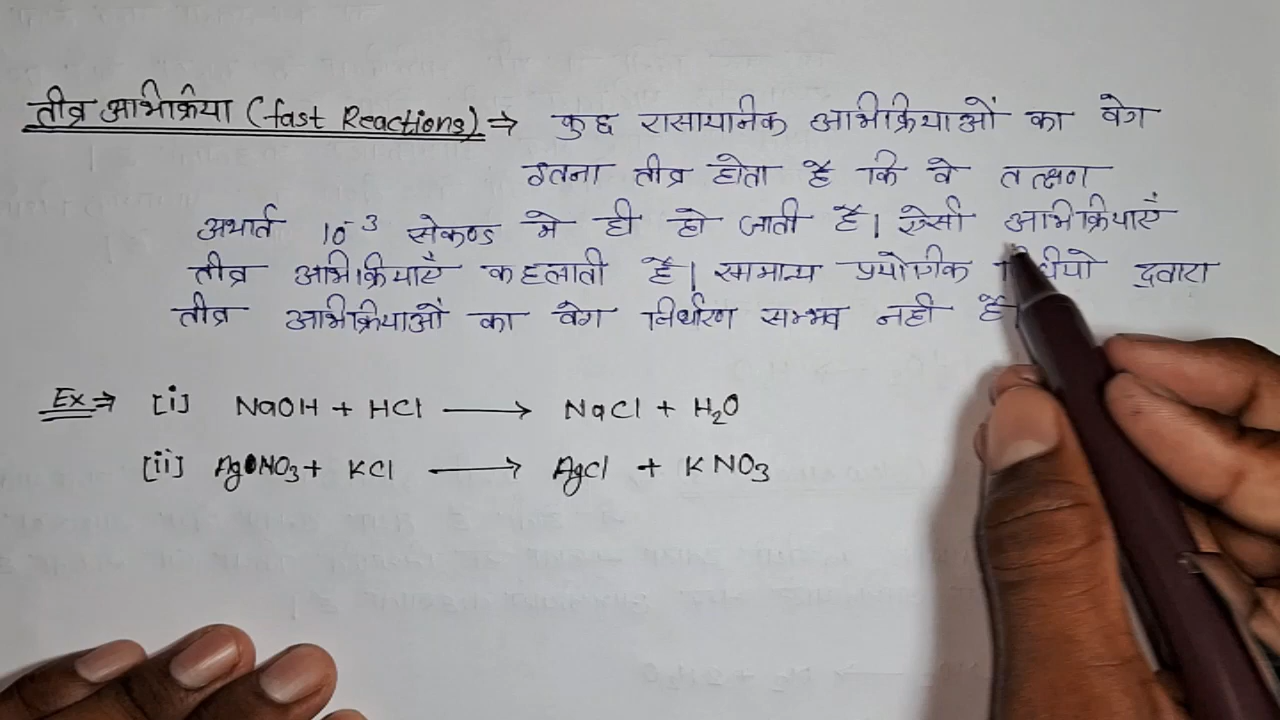 तीव्र अभिक्रिया (fast Reactions) ⇒ कुछ रासायनिक अभिक्रियाओं का वेग
इतना तीव्र होता है कि वे तत्क्षण
अथार्त 10⁻³ सेकण्ड मे ही हो जाती है। ऐसी अभिक्रियाएँ
तीव्र अभिक्रियाएँ कहलाती है। सामान्य प्रयोगिक द्वारा
तीव्र अभिक्रियाओं का वेग निर्धारण सम्भव नही है
Ex ⇒ [i] NaOH + HCl ⟶ NaCl + H₂O
[ii] AgNO₃ + KCl ⟶ AgCl + KNO₃